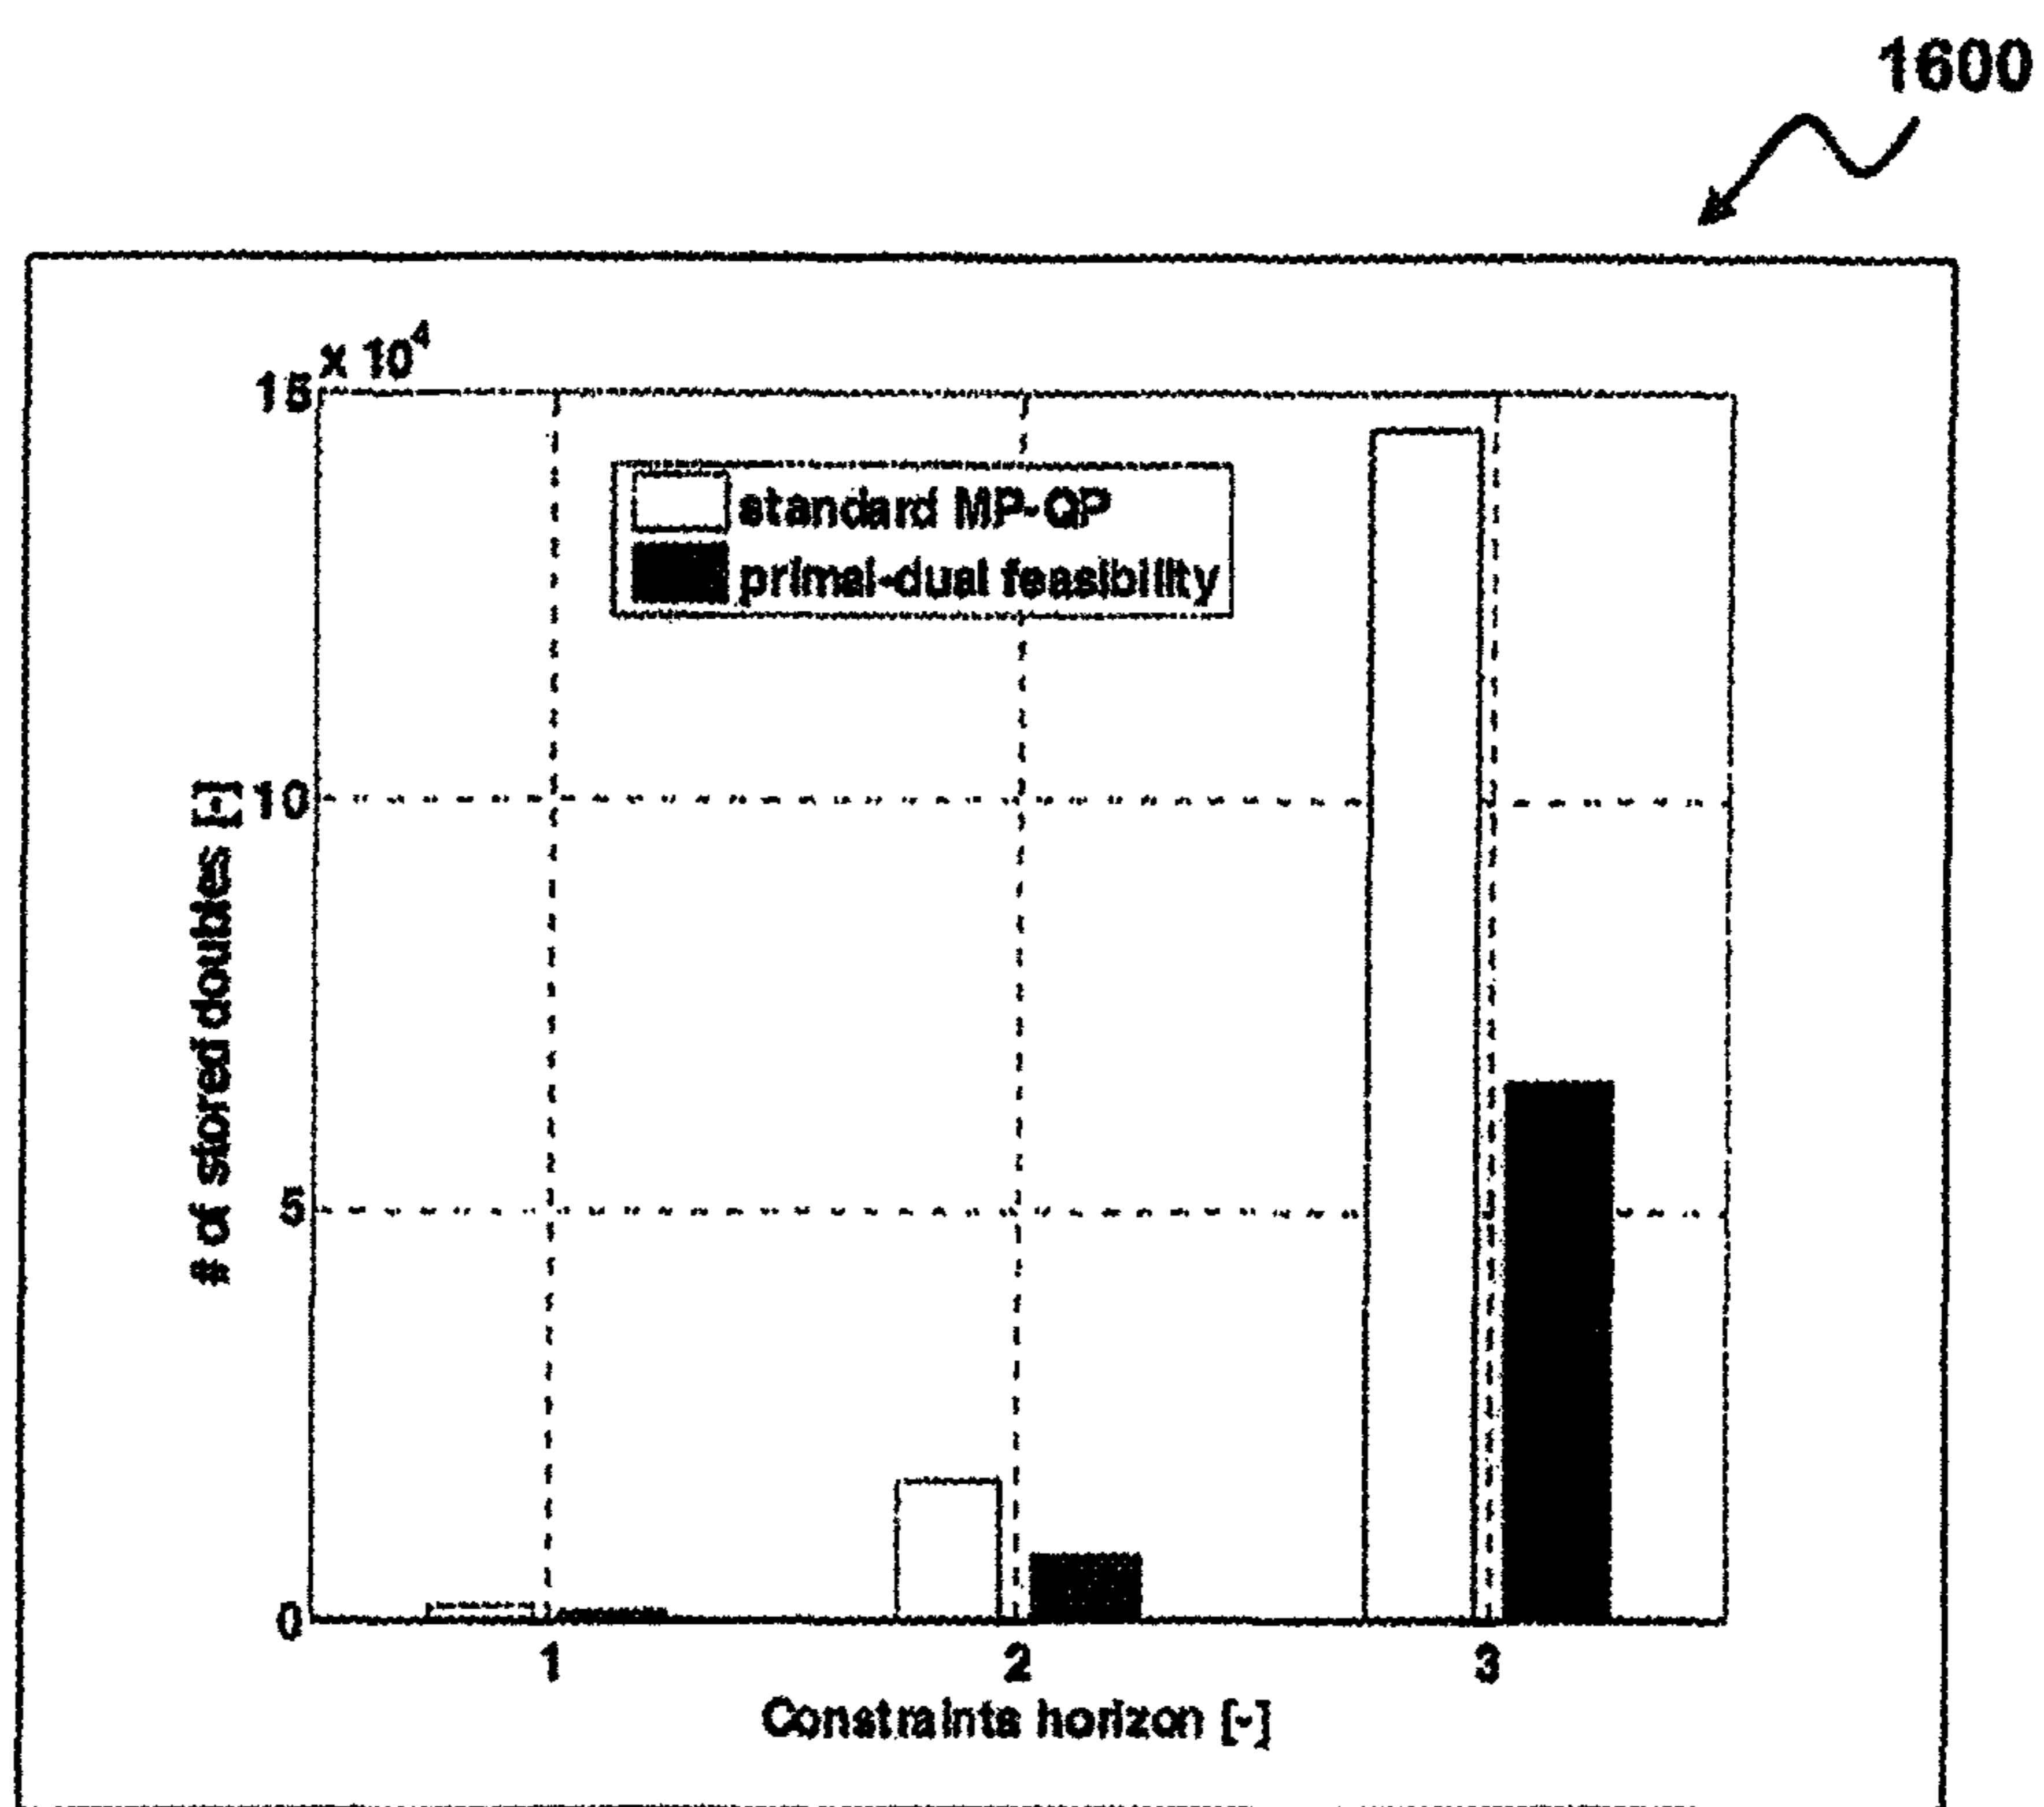 1600
x 10^4
15
standard MP-QP
primal-dual feasibility
10
5
0
# of stored doubles [-]
1 2 3
Constraints horizon [-]